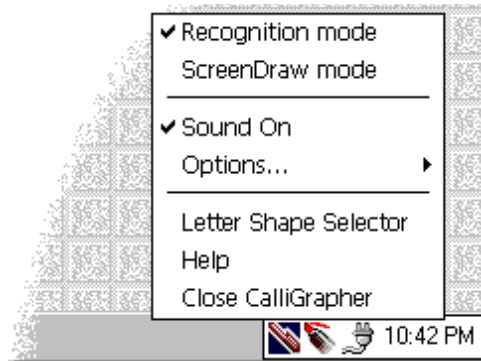 Recognition mode
ScreenDraw mode
Sound On
Options...
Letter Shape Selector
Help
Close CalliGrapher
10:42 PM